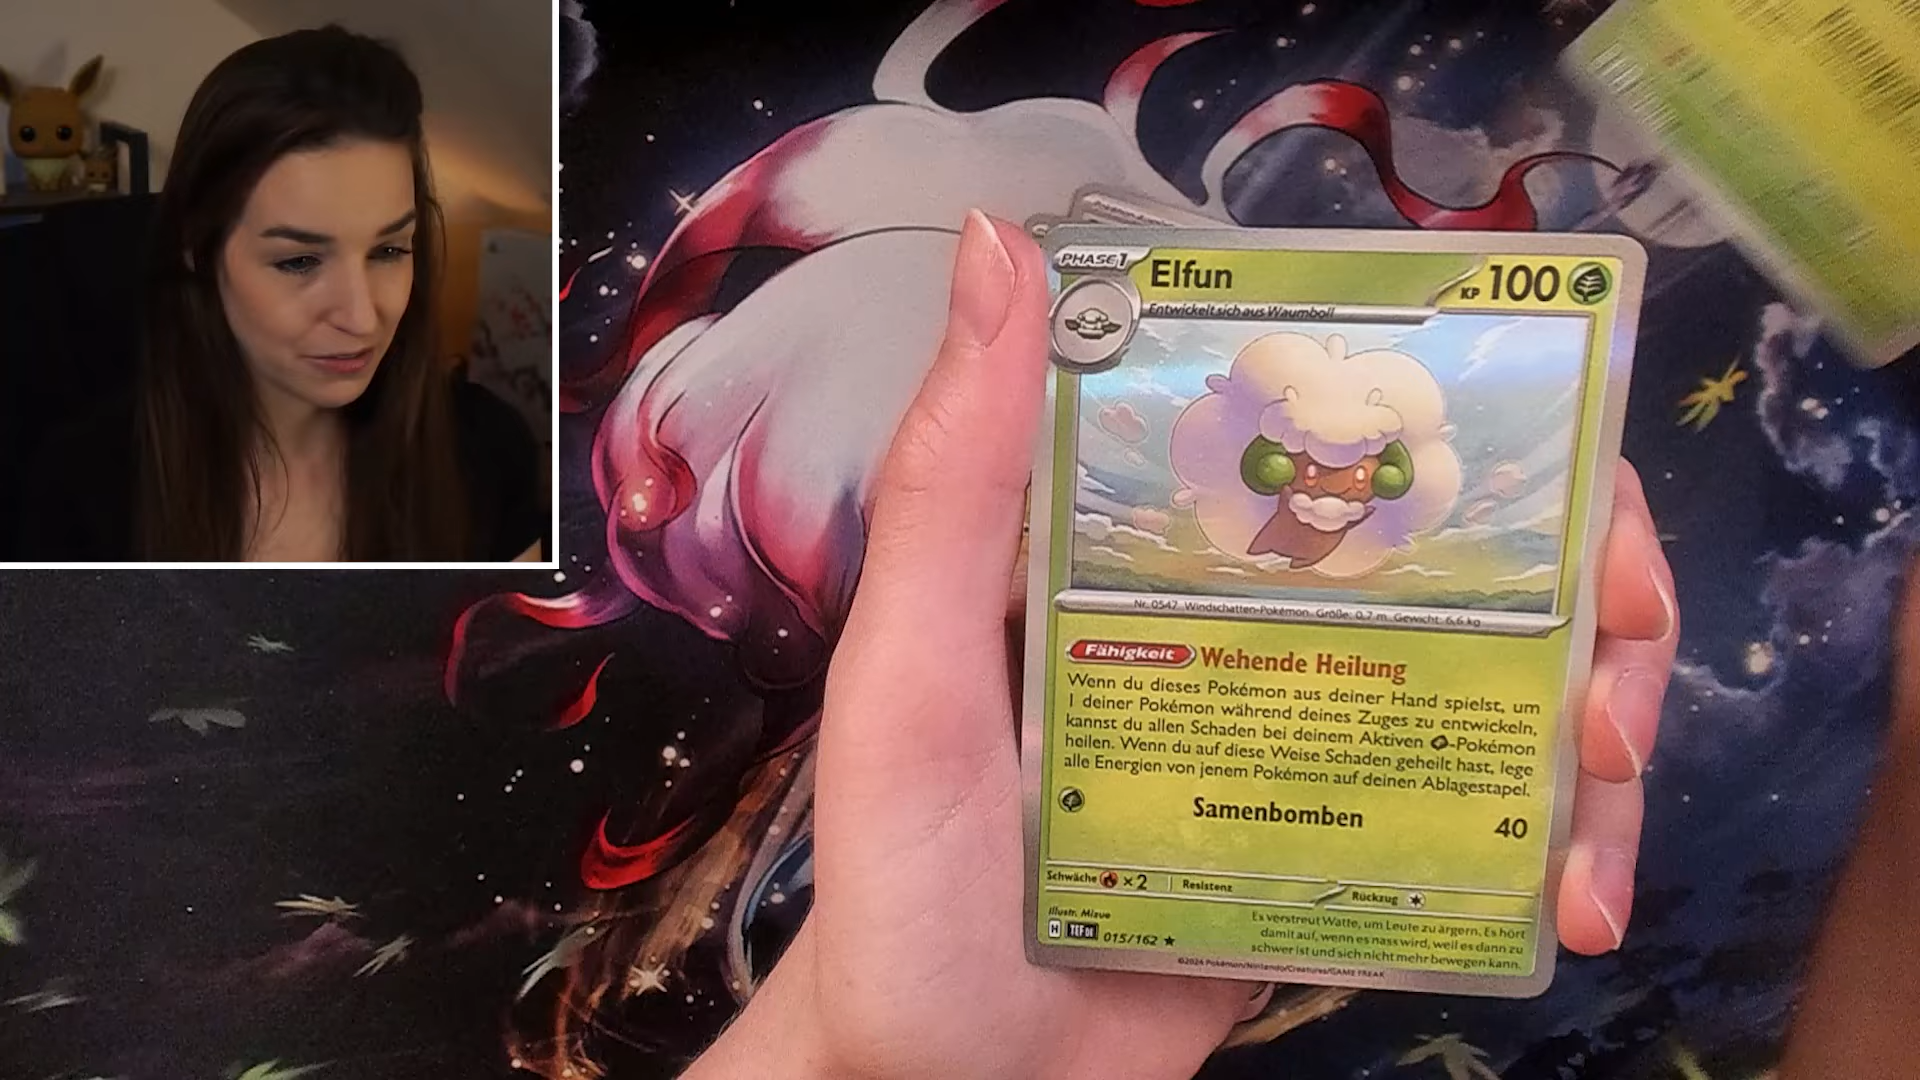 PHASE 1
Elfun
KP 100
Entwickelt sich aus Waumboll
Nr. 0547 Windschatten-Pokémon Größe: 0,7 m Gewicht: 6,6 kg
Fähigkeit Wehende Heilung
Wenn du dieses Pokémon aus deiner Hand spielst, um
1 deiner Pokémon während deines Zuges zu entwickeln,
kannst du allen Schaden bei deinem Aktiven -Pokémon
heilen. Wenn du auf diese Weise Schaden geheilt hast, lege
alle Energien von jenem Pokémon auf deinen Ablagestapel.
Samenbomben 40
Schwäche ×2 Resistenz Rückzug
Illustr. Mizue
H TEF DE 015/162 ★
Es verstreut Watte, um Leute zu ärgern. Es hört
damit auf, wenn es nass wird, weil es dann zu
schwer ist und sich nicht mehr bewegen kann.
©2024 Pokémon/Nintendo/Creatures/GAME FREAK